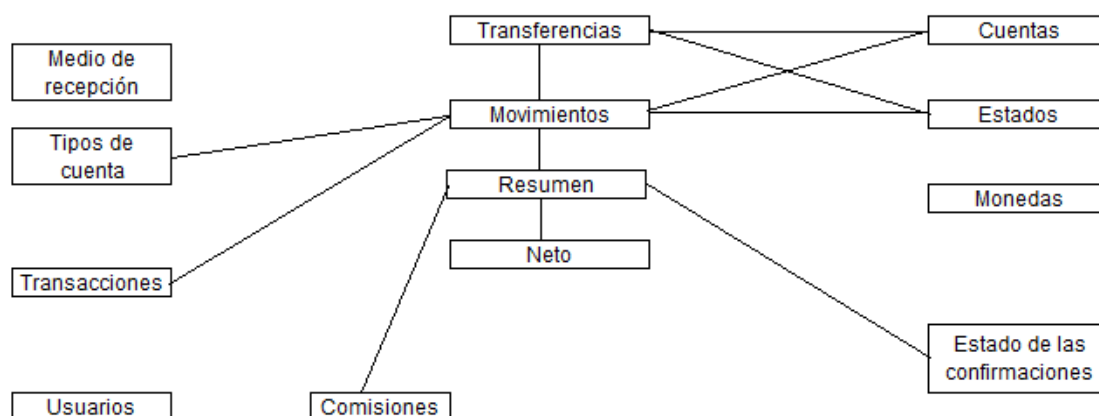 Transferencias
Cuentas
Medio de
recepción
Movimientos
Estados
Tipos de
cuenta
Resumen
Monedas
Neto
Transacciones
Estado de las
confirmaciones
Usuarios
Comisiones